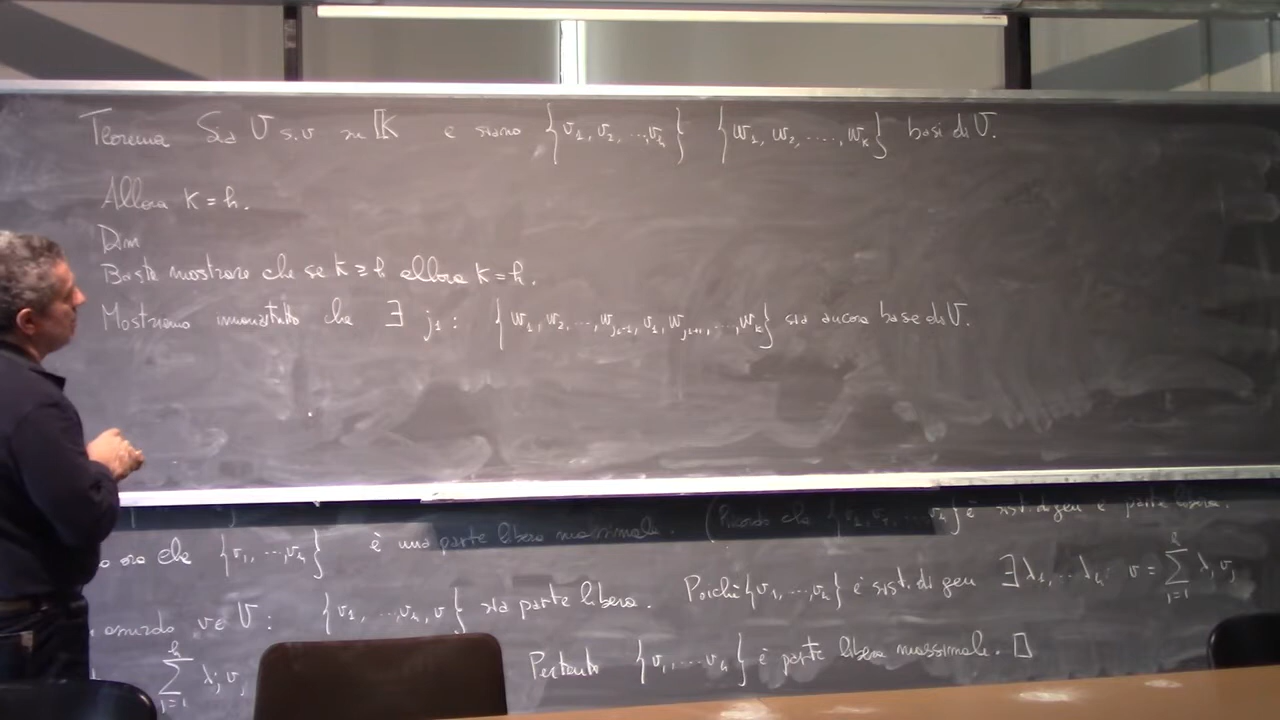 Teorema Sia V s.v su 𝕂 e siano {v₁, v₂, ..., vₕ} {w₁, w₂, ...., wₖ} basi di V.
Allora K = h.
Dim
Basta mostrare che se K ≥ h allora K = h.
Mostriamo innanzitutto che ∃ j₁ : {w₁, w₂, ..., w_{j₁-1}, v₁, w_{j₁+1}, ..., wₖ} sia ancora base di V.
è una parte libera massimale. (Ricordo che {v₁, v₂, ..., vₕ} è sist. di gen e parte libera.
ora che {v₁, ..., vₕ}
assurdo v ∈ V : {v₁, ..., vₕ, v} sia parte libera. Poichè {v₁, ..., vₕ} è sist. di gen ∃ λ₁, .. λₕ : v = ∑_{i=1}^{h} λᵢ vᵢ
∑_{i=1}^{h} λᵢ vᵢ Pertanto {v₁, .... vₕ} è parte libera massimale. □